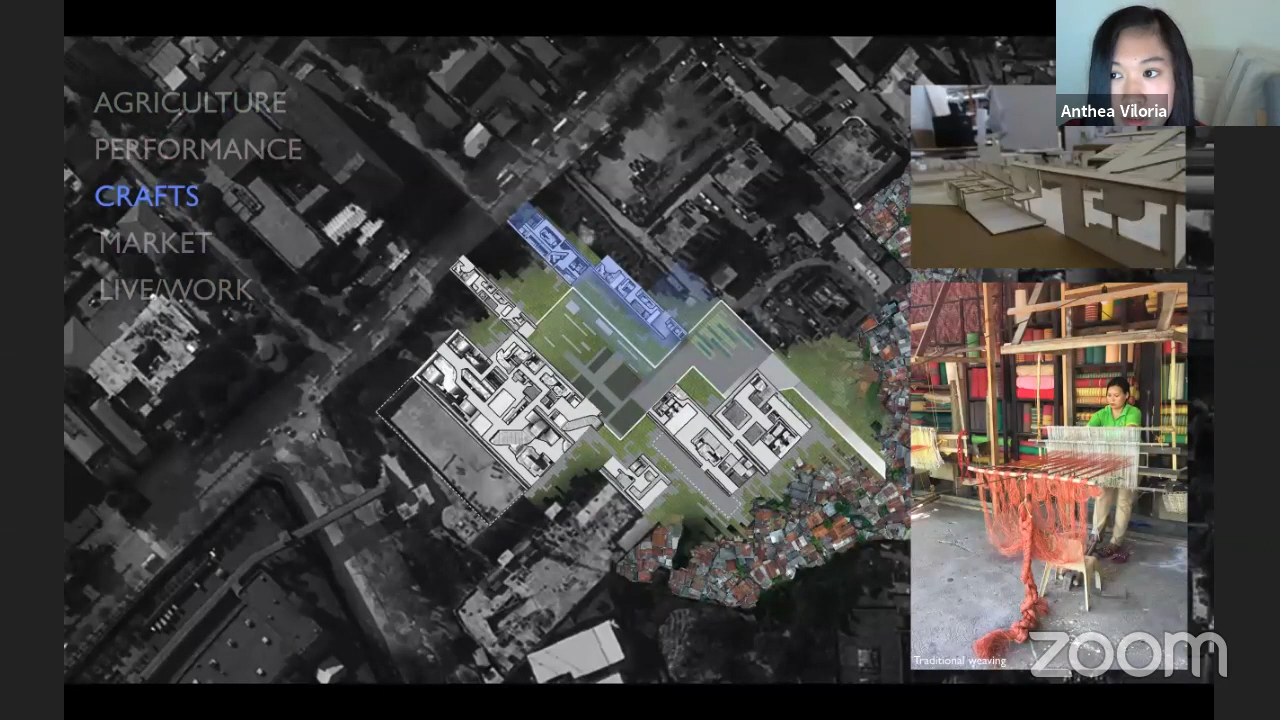 AGRICULTURE
PERFORMANCE
CRAFTS
MARKET
LIVE/WORK
Anthea Viloria
Traditional weaving
zoom